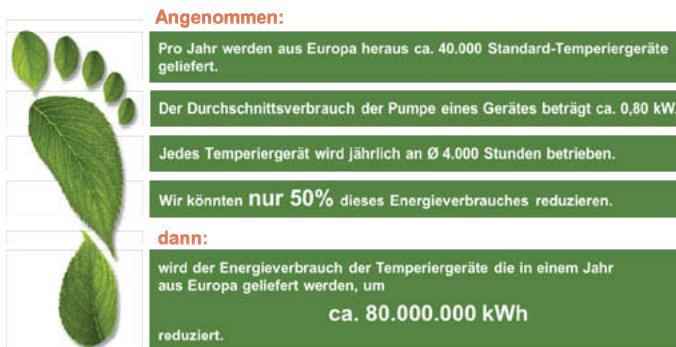 Angenommen:
Pro Jahr werden aus Europa heraus ca. 40.000 Standard-Temperiergeräte
geliefert.
Der Durchschnittsverbrauch der Pumpe eines Gerätes beträgt ca. 0,80 kW.
Jedes Temperiergerät wird jährlich an Ø 4.000 Stunden betrieben.
Wir könnten nur 50% dieses Energieverbrauches reduzieren.
dann:
wird der Energieverbrauch der Temperiergeräte die in einem Jahr
aus Europa geliefert werden, um
ca. 80.000.000 kWh
reduziert.